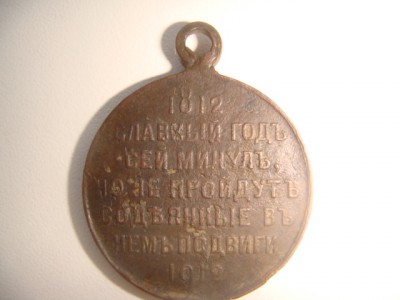 1812
СЛАВНЫЙ ГОДЪ
СЕЙ МИНУЛЪ,
НО НЕ ПРОЙДУТЪ
СОДѢЯННЫЕ ВЪ
НЕМЪ ПОДВИГИ
1912